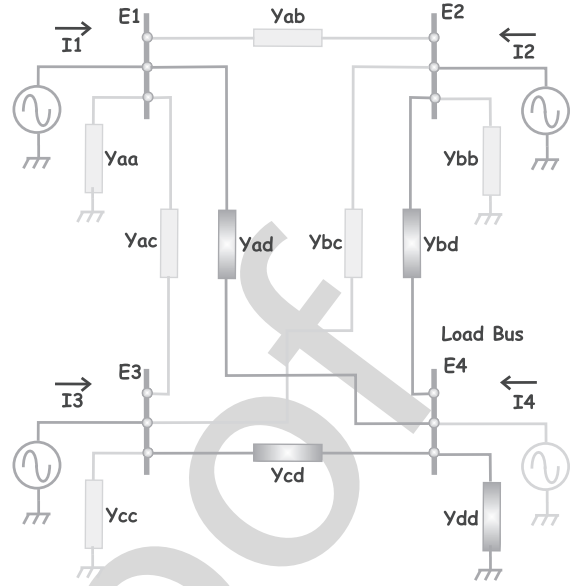 E1
Yab
E2
I1
I2
Yaa
Ybb
Yac
Yad
Ybc
Ybd
Load Bus
E3
E4
I3
I4
Ycd
Ycc
Ydd
of